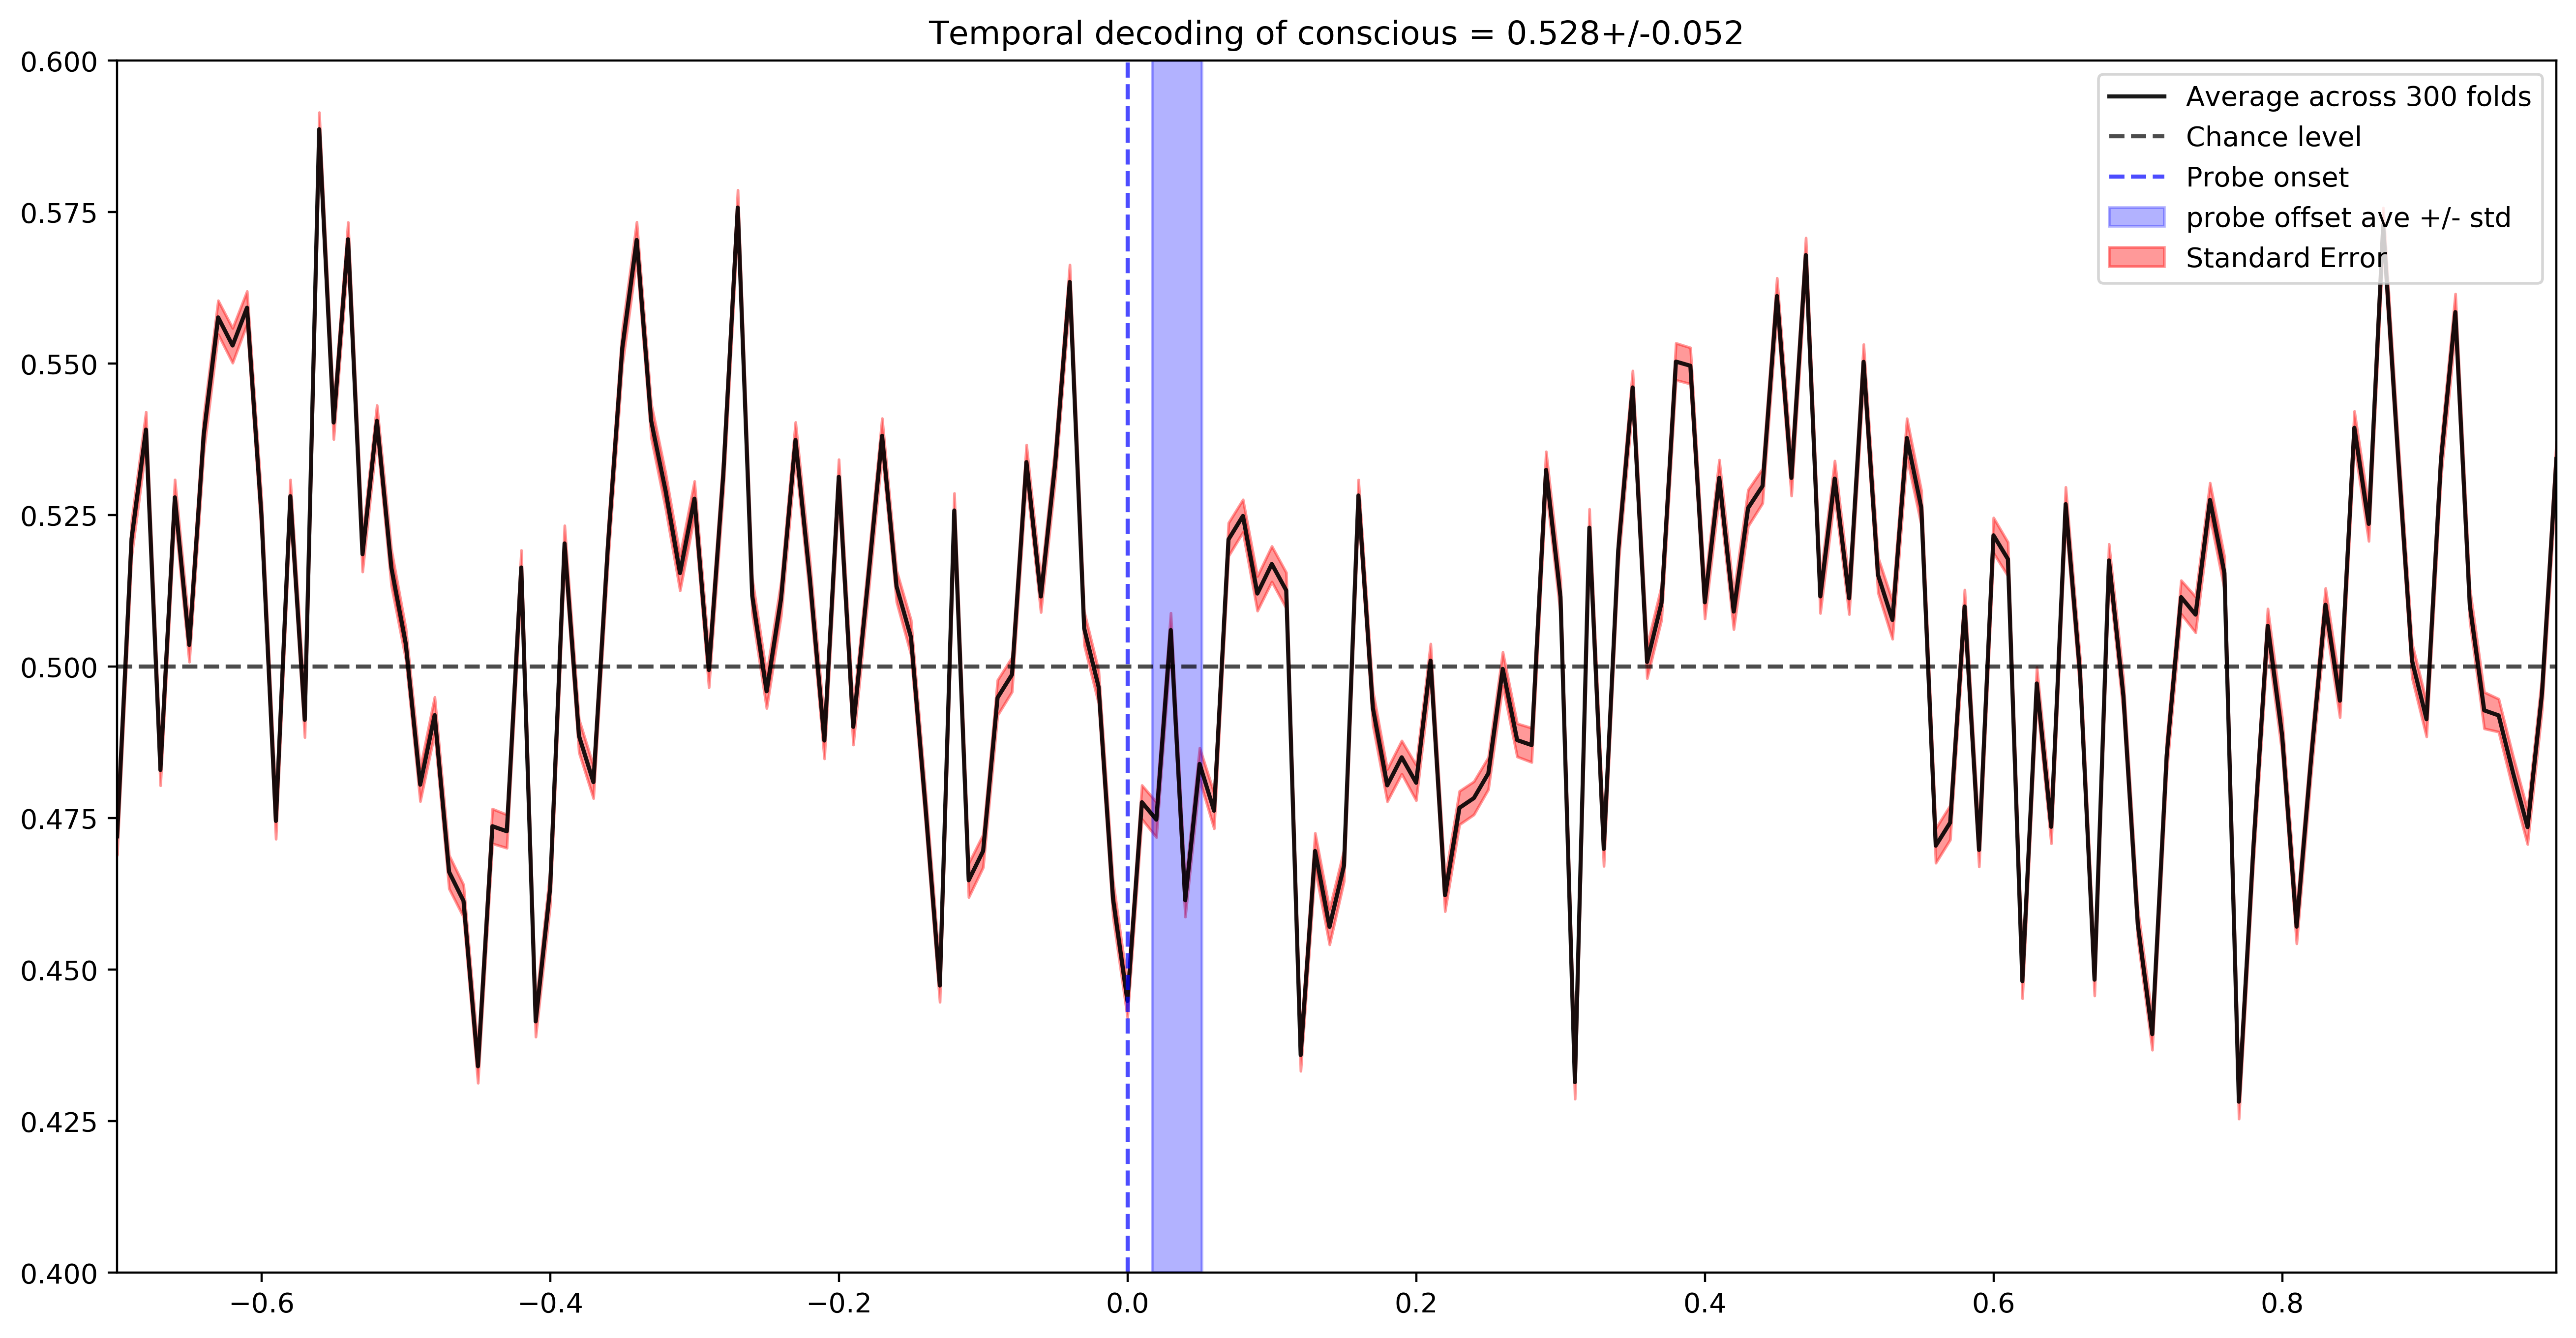 Temporal decoding of conscious = 0.528+/-0.052
0.600
0.575
0.550
0.525
0.500
0.475
0.450
0.425
0.400
Average across 300 folds
Chance level
Probe onset
probe offset ave +/- std
Standard Error
−0.6
−0.4
−0.2
0.0
0.2
0.4
0.6
0.8